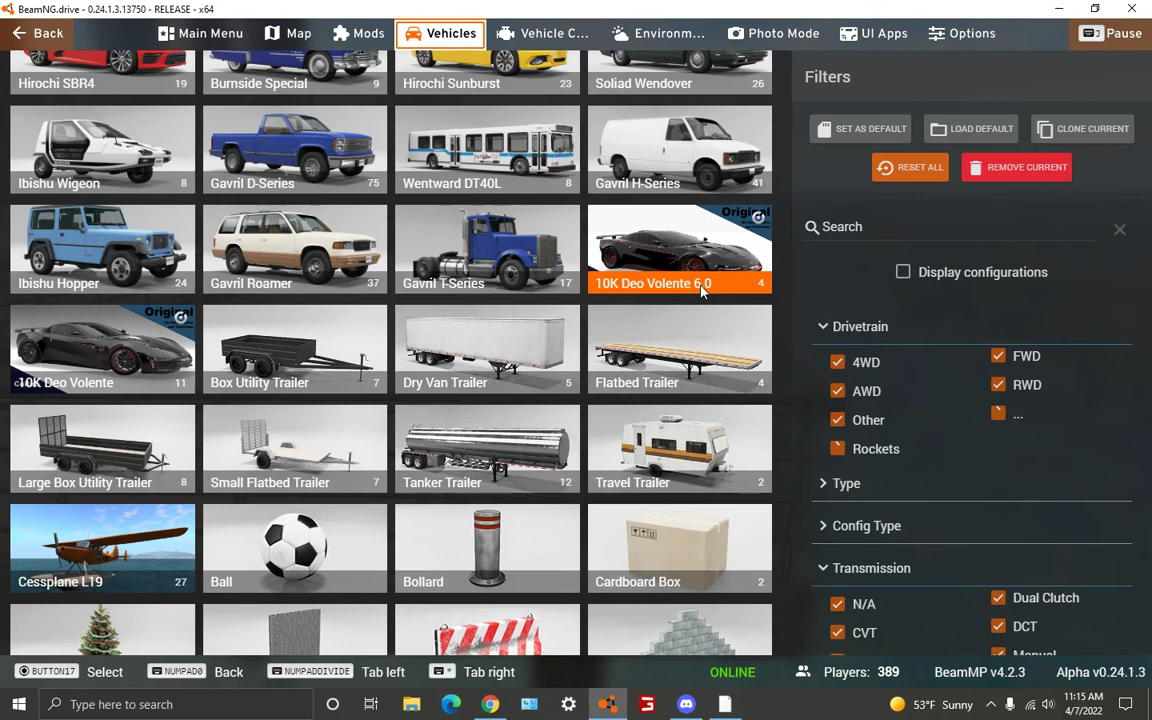 BeamNG.drive - 0.24.1.3.13750 - RELEASE - x64
Back
Main Menu
Map
Mods
Vehicles
Vehicle C...
Environm...
Photo Mode
UI Apps
Options
Pause
Hirochi SBR4 19
Burnside Special 9
Hirochi Sunburst 23
Soliad Wendover 26
Filters
SET AS DEFAULT
LOAD DEFAULT
CLONE CURRENT
RESET ALL
REMOVE CURRENT
Ibishu Wigeon 8
Gavril D-Series 75
Wentward DT40L 8
Gavril H-Series 41
Search
Display configurations
Original
Ibishu Hopper 24
Gavril Roamer 37
Gavril T-Series 17
10K Deo Volente 6.0 4
Drivetrain
4WD
FWD
AWD
RWD
Other
...
Rockets
Original
10K Deo Volente 11
Box Utility Trailer 7
Dry Van Trailer 5
Flatbed Trailer 4
Large Box Utility Trailer 8
Small Flatbed Trailer 7
Tanker Trailer 12
Travel Trailer 2
Type
Config Type
Transmission
N/A
Dual Clutch
CVT
DCT
Manual
Cessplane L19 27
Ball
Bollard
Cardboard Box 2
BUTTON17 Select
NUMPAD0 Back
NUMPADDIVIDE Tab left
* Tab right
ONLINE
Players: 389
BeamMP v4.2.3
Alpha v0.24.1.3
Type here to search
53°F Sunny
11:15 AM
4/7/2022